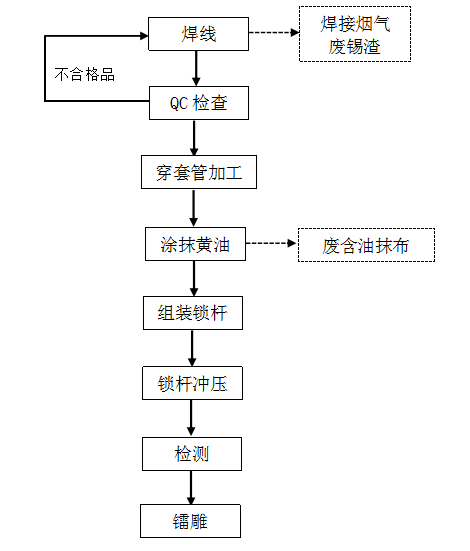 焊线
焊接烟气
废锡渣
不合格品
QC 检查
穿套管加工
涂抹黄油
废含油抹布
组装锁杆
锁杆冲压
检测
镭雕